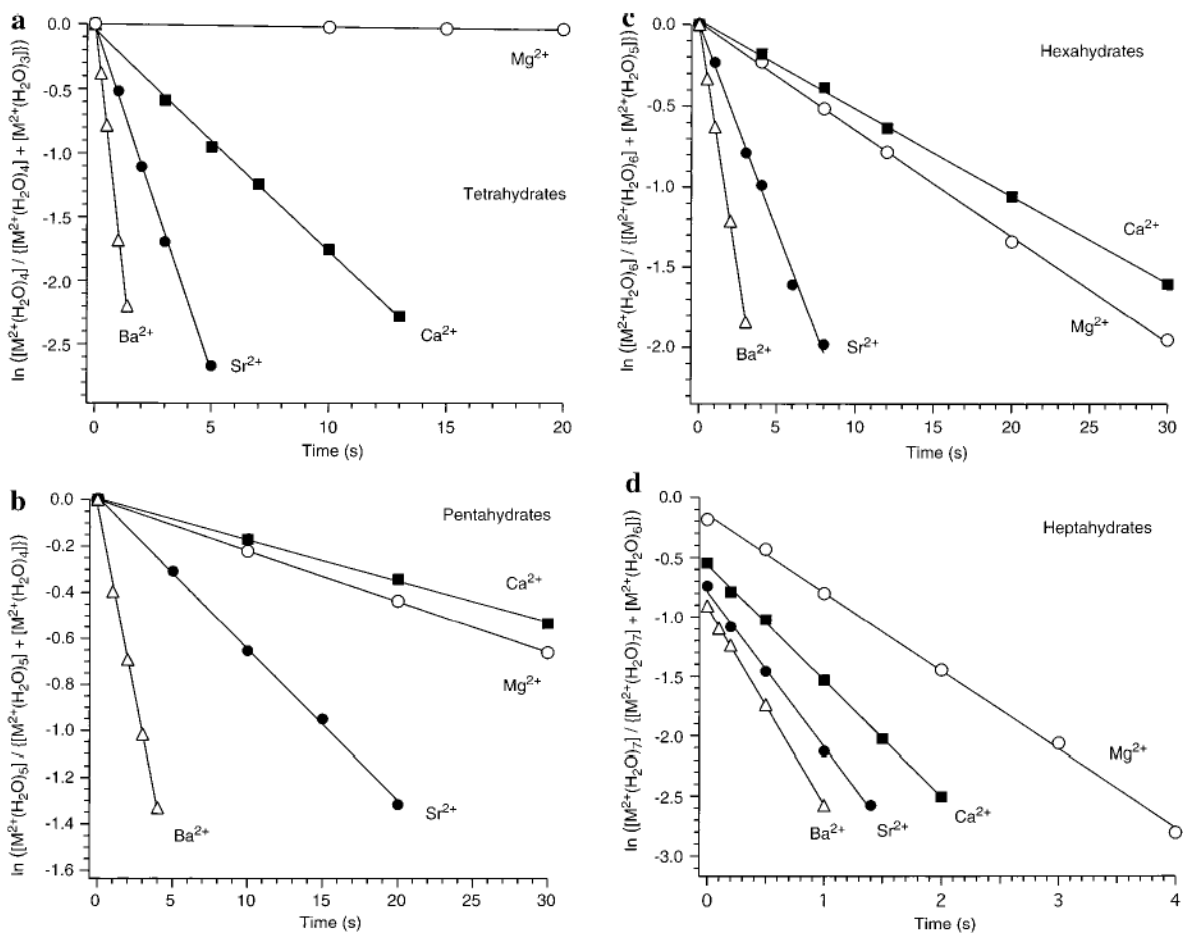 a
ln ([M²⁺(H₂O)₄] / {[M²⁺(H₂O)₄] + [M²⁺(H₂O)₃]})
0.0
-0.5
-1.0
-1.5
-2.0
-2.5
Mg²⁺
Tetrahydrates
Ba²⁺
Sr²⁺
Ca²⁺
0 5 10 15 20
Time (s)
c
ln ([M²⁺(H₂O)₆] / {[M²⁺(H₂O)₆] + [M²⁺(H₂O)₅]})
0.0
-0.5
-1.0
-1.5
-2.0
Hexahydrates
Ca²⁺
Mg²⁺
Ba²⁺
Sr²⁺
0 5 10 15 20 25 30
Time (s)
b
ln ([M²⁺(H₂O)₅] / {[M²⁺(H₂O)₅] + [M²⁺(H₂O)₄]})
0.0
-0.2
-0.4
-0.6
-0.8
-1.0
-1.2
-1.4
-1.6
Pentahydrates
Ca²⁺
Mg²⁺
Sr²⁺
Ba²⁺
0 5 10 15 20 25 30
Time (s)
d
ln ([M²⁺(H₂O)₇] / {[M²⁺(H₂O)₇] + [M²⁺(H₂O)₆]})
0.0
-0.5
-1.0
-1.5
-2.0
-2.5
-3.0
Heptahydrates
Mg²⁺
Ca²⁺
Sr²⁺
Ba²⁺
0 1 2 3 4
Time (s)